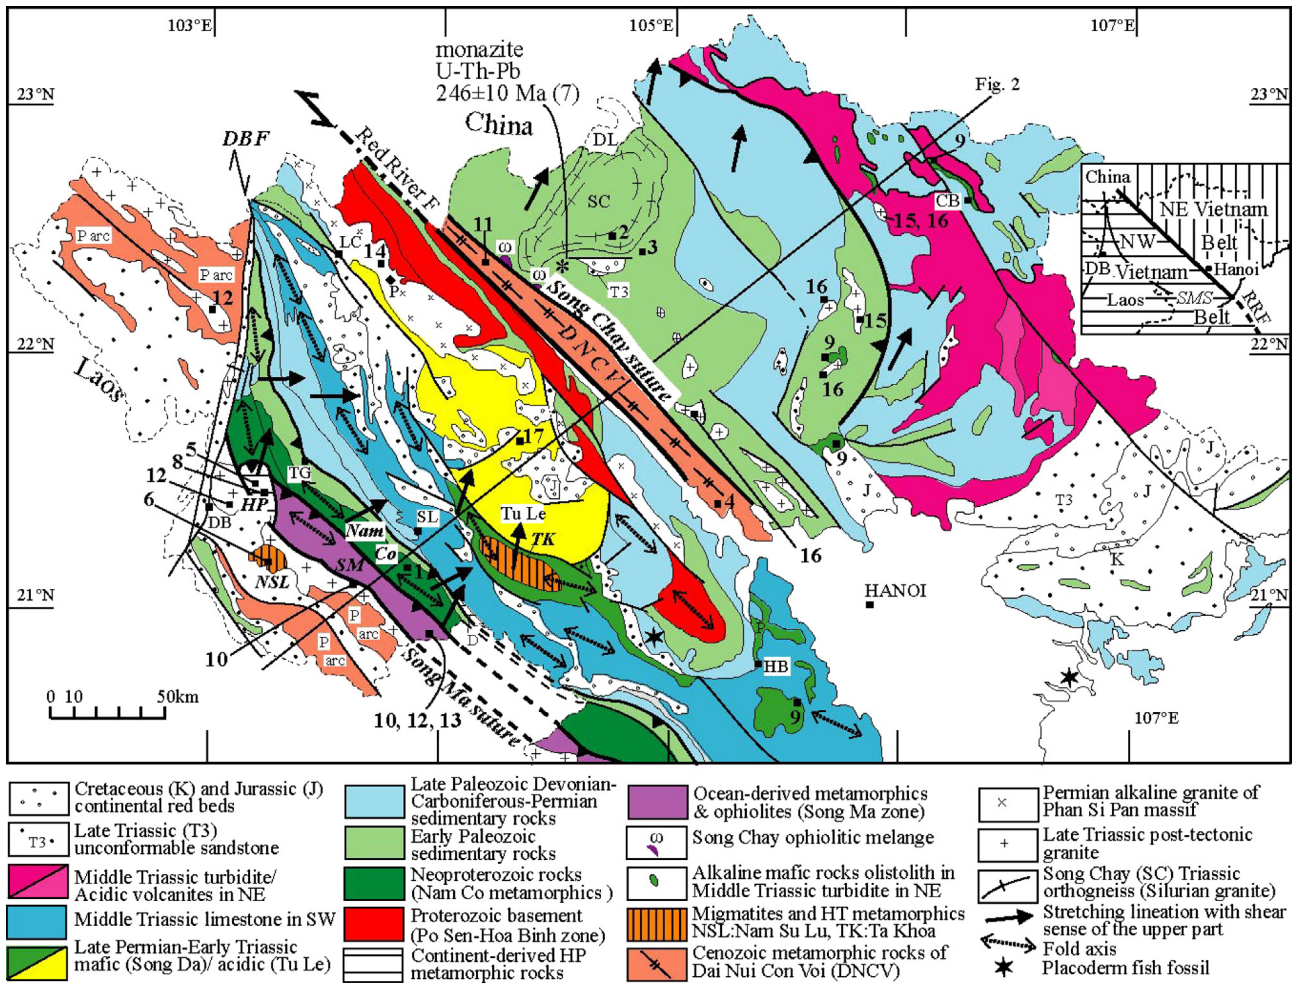 103°E
105°E
107°E
monazite
U-Th-Pb
246±10 Ma (7)
23°N
23°N
Fig. 2
China
DL
DBF
Red River F
9
China
NE Vietnam
NW
Belt
DB
Vietnam
Hanoi
Laos
SMS
Belt
RRF
SC
CB
P arc
11
ω
2
15, 16
LC
14
3
P arc
ω
*
T3
P
12
Song Chay suture
16
15
DNCV
22°N
22°N
9
Laos
16
17
J
5
9
8
TG
J
J
12
HP
J
T3
6
4
DB
SL
Tu Le
Nam
TK
16
Co
K
SM
NSL
1
21°N
HANOI
21°N
P
arc
P
arc
D
P
10
Song Ma suture
HB
0 10 50km
9
10, 12, 13
107°E
Cretaceous (K) and Jurassic (J)
continental red beds
T3
Late Triassic (T3)
unconformable sandstone
Middle Triassic turbidite/
Acidic volcanites in NE
Middle Triassic limestone in SW
Late Permian-Early Triassic
mafic (Song Da)/ acidic (Tu Le)
Late Paleozoic Devonian-
Carboniferous-Permian
sedimentary rocks
Early Paleozoic
sedimentary rocks
Neoproterozoic rocks
(Nam Co metamorphics )
Proterozoic basement
(Po Sen-Hoa Binh zone)
Continent-derived HP
metamorphic rocks
Ocean-derived metamorphics
& ophiolites (Song Ma zone)
ω
Song Chay ophiolitic melange
Alkaline mafic rocks olistolith in
Middle Triassic turbidite in NE
Migmatites and HT metamorphics
NSL:Nam Su Lu, TK:Ta Khoa
Cenozoic metamorphic rocks of
Dai Nui Con Voi (DNCV)
Permian alkaline granite of
Phan Si Pan massif
Late Triassic post-tectonic
granite
Song Chay (SC) Triassic
orthogneiss (Silurian granite)
Stretching lineation with shear
sense of the upper part
Fold axis
Placoderm fish fossil